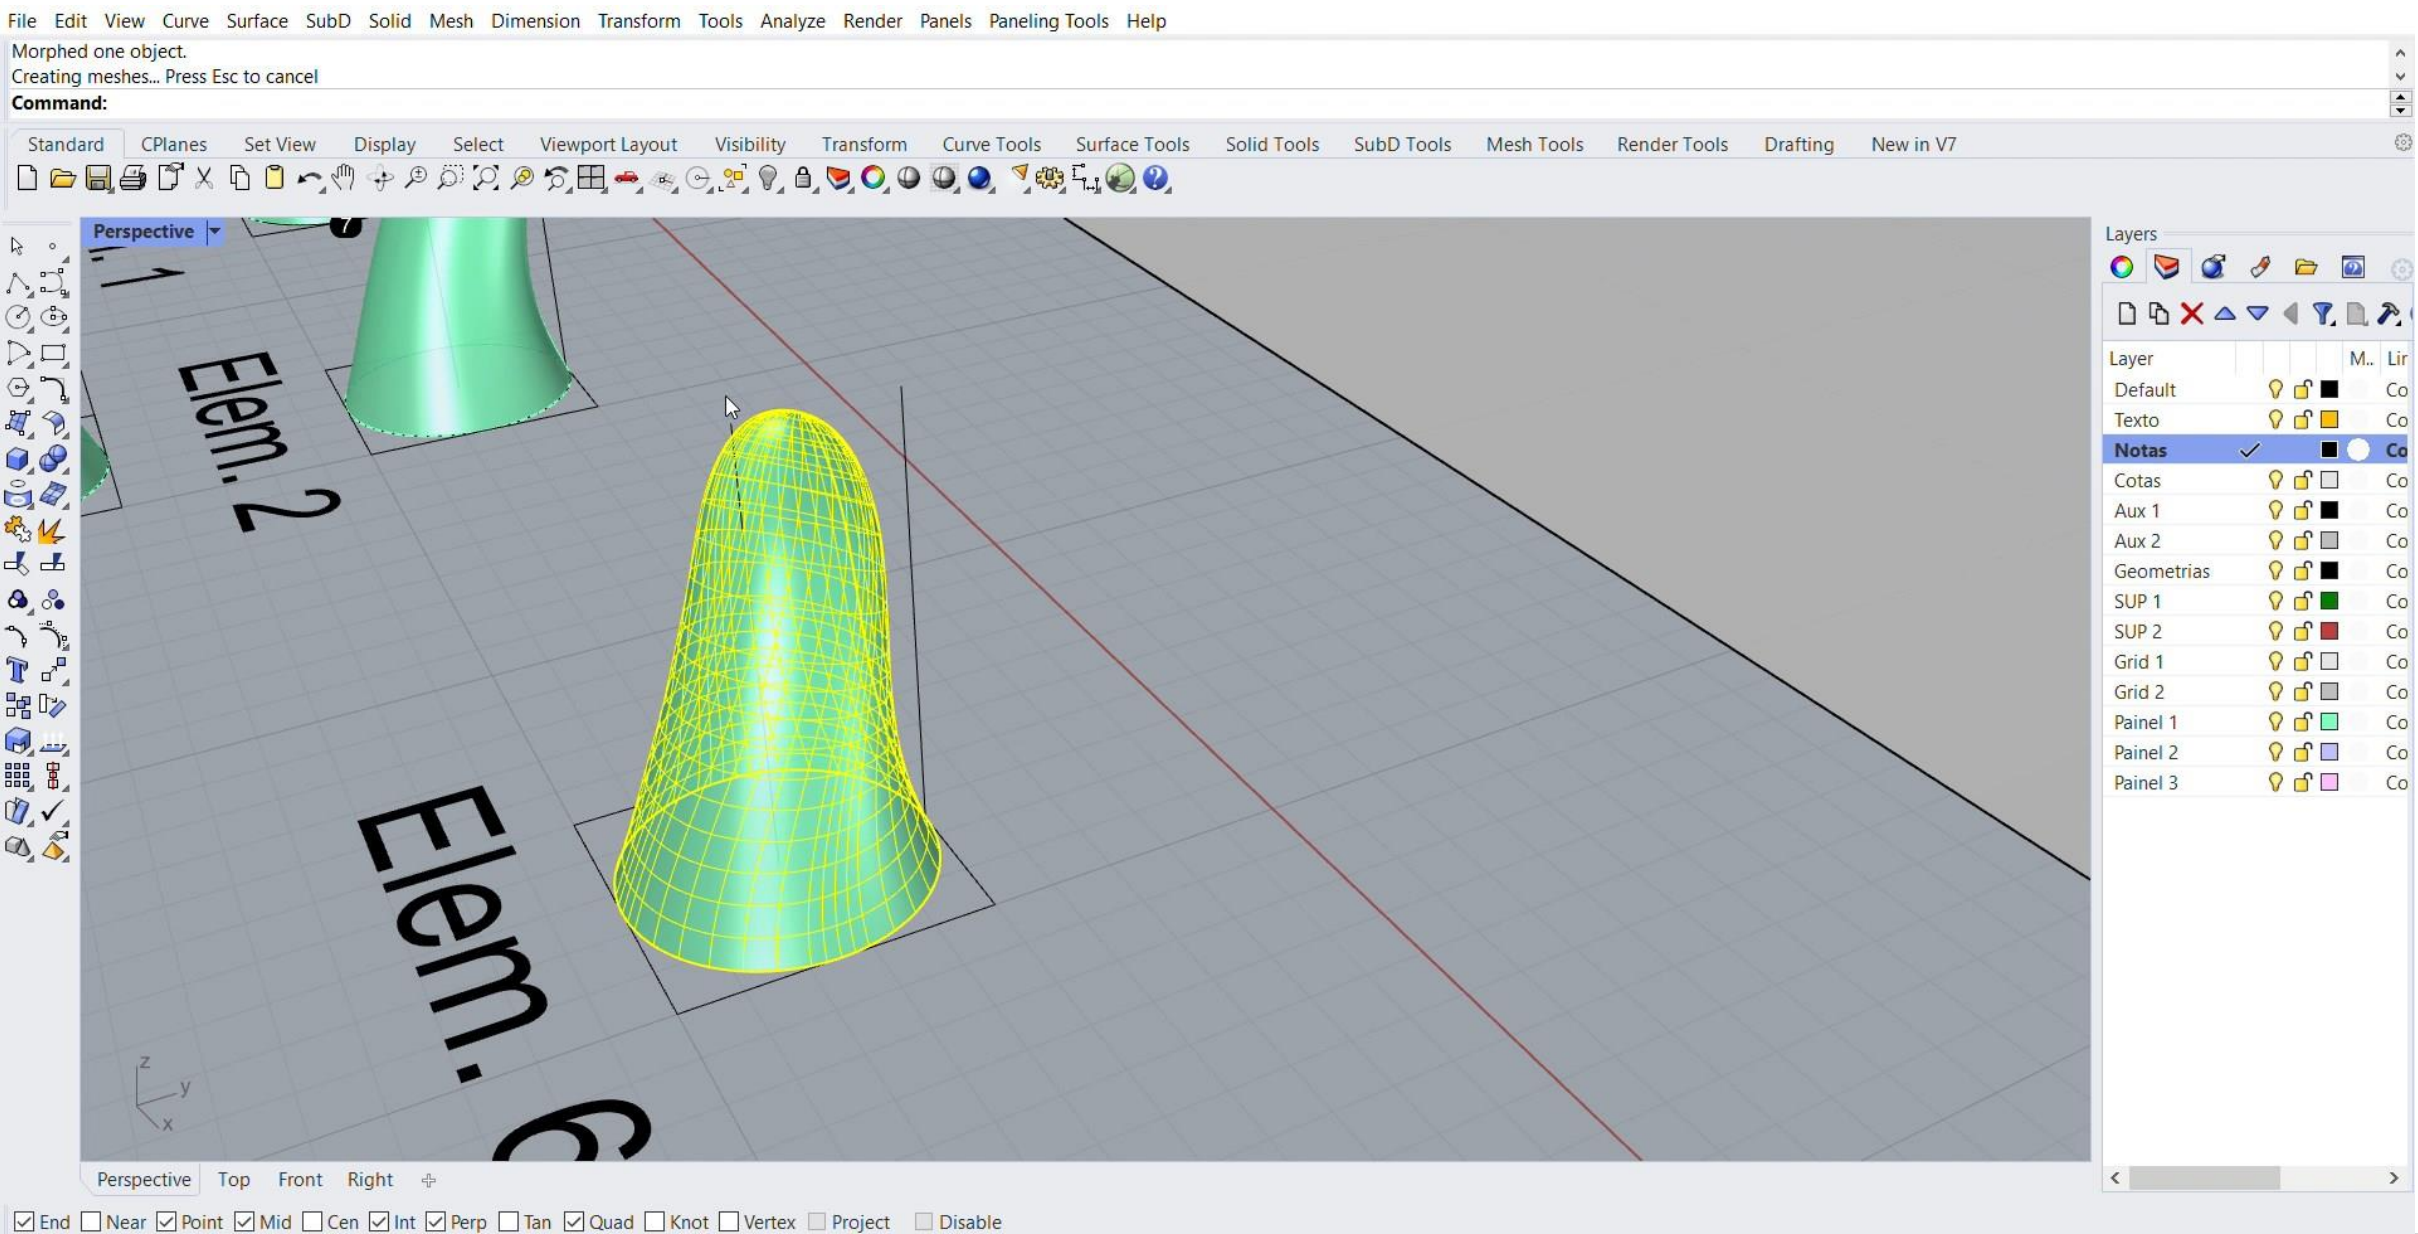 File Edit View Curve Surface SubD Solid Mesh Dimension Transform Tools Analyze Render Panels Paneling Tools Help
Morphed one object.
Creating meshes... Press Esc to cancel
Command:
Standard CPlanes Set View Display Select Viewport Layout Visibility Transform Curve Tools Surface Tools Solid Tools SubD Tools Mesh Tools Render Tools Drafting New in V7
Perspective
7
1
Elem. 2
Elem. 6
z
y
x
Layers
Layer M.. Lir
Default Co
Texto Co
Notas Co
Cotas Co
Aux 1 Co
Aux 2 Co
Geometrias Co
SUP 1 Co
SUP 2 Co
Grid 1 Co
Grid 2 Co
Painel 1 Co
Painel 2 Co
Painel 3 Co
Perspective Top Front Right
End Near Point Mid Cen Int Perp Tan Quad Knot Vertex Project Disable